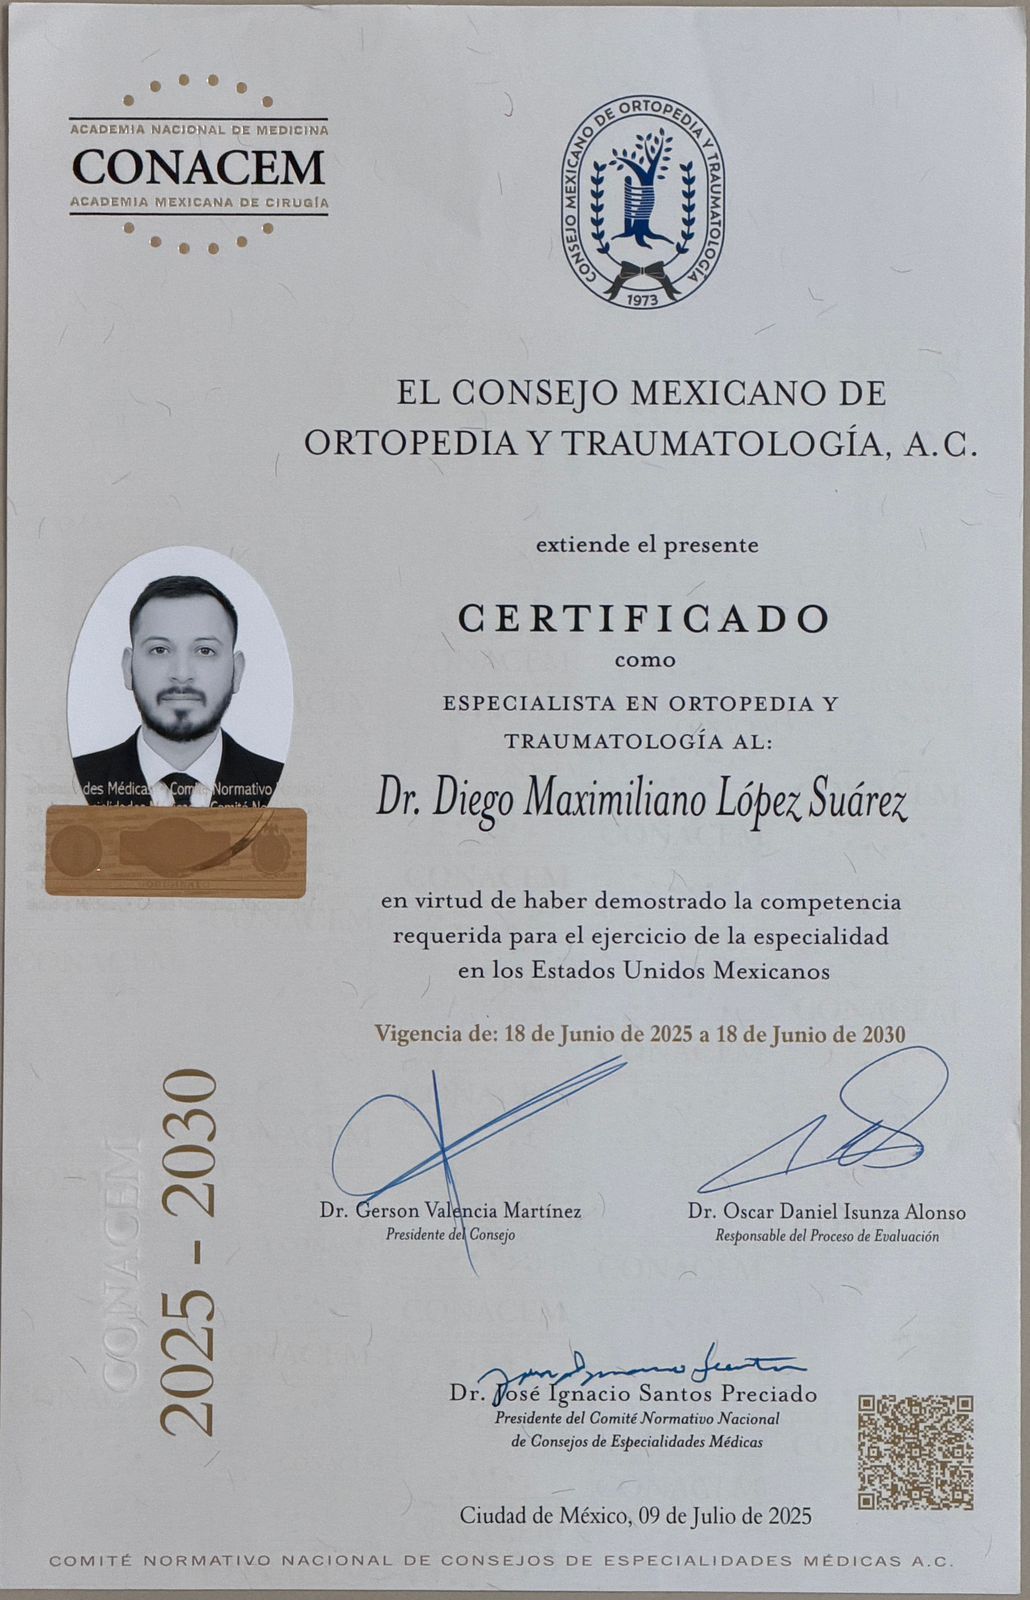 ACADEMIA NACIONAL DE MEDICINA
CONACEM
ACADEMIA MEXICANA DE CIRUGÍA
CONSEJO MEXICANO DE ORTOPEDIA Y TRAUMATOLOGÍA
1973
EL CONSEJO MEXICANO DE
ORTOPEDIA Y TRAUMATOLOGÍA, A.C.
extiende el presente
CERTIFICADO
como
ESPECIALISTA EN ORTOPEDIA Y
TRAUMATOLOGÍA AL:
Dr. Diego Maximiliano López Suárez
des Médicas Comité Normativo
en virtud de haber demostrado la competencia
requerida para el ejercicio de la especialidad
en los Estados Unidos Mexicanos
Vigencia de: 18 de Junio de 2025 a 18 de Junio de 2030
Dr. Gerson Valencia Martínez
Presidente del Consejo
Dr. Oscar Daniel Isunza Alonso
Responsable del Proceso de Evaluación
CONACEM
2025 - 2030
Dr. José Ignacio Santos Preciado
Presidente del Comité Normativo Nacional
de Consejos de Especialidades Médicas
Ciudad de México, 09 de Julio de 2025
COMITÉ NORMATIVO NACIONAL DE CONSEJOS DE ESPECIALIDADES MÉDICAS A.C.